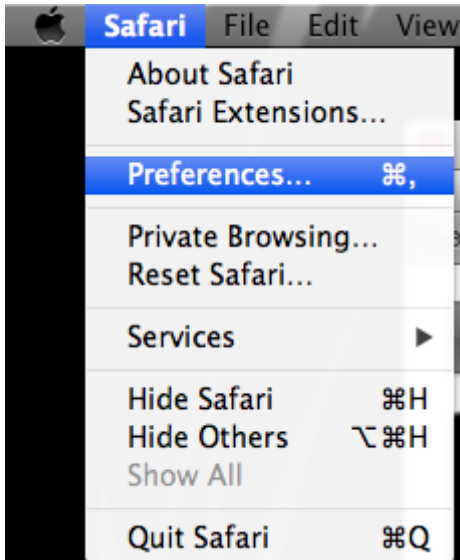 Safari File Edit View
About Safari
Safari Extensions...
Preferences... ⌘,
Private Browsing...
Reset Safari...
Services
Hide Safari ⌘H
Hide Others ⌥⌘H
Show All
Quit Safari ⌘Q